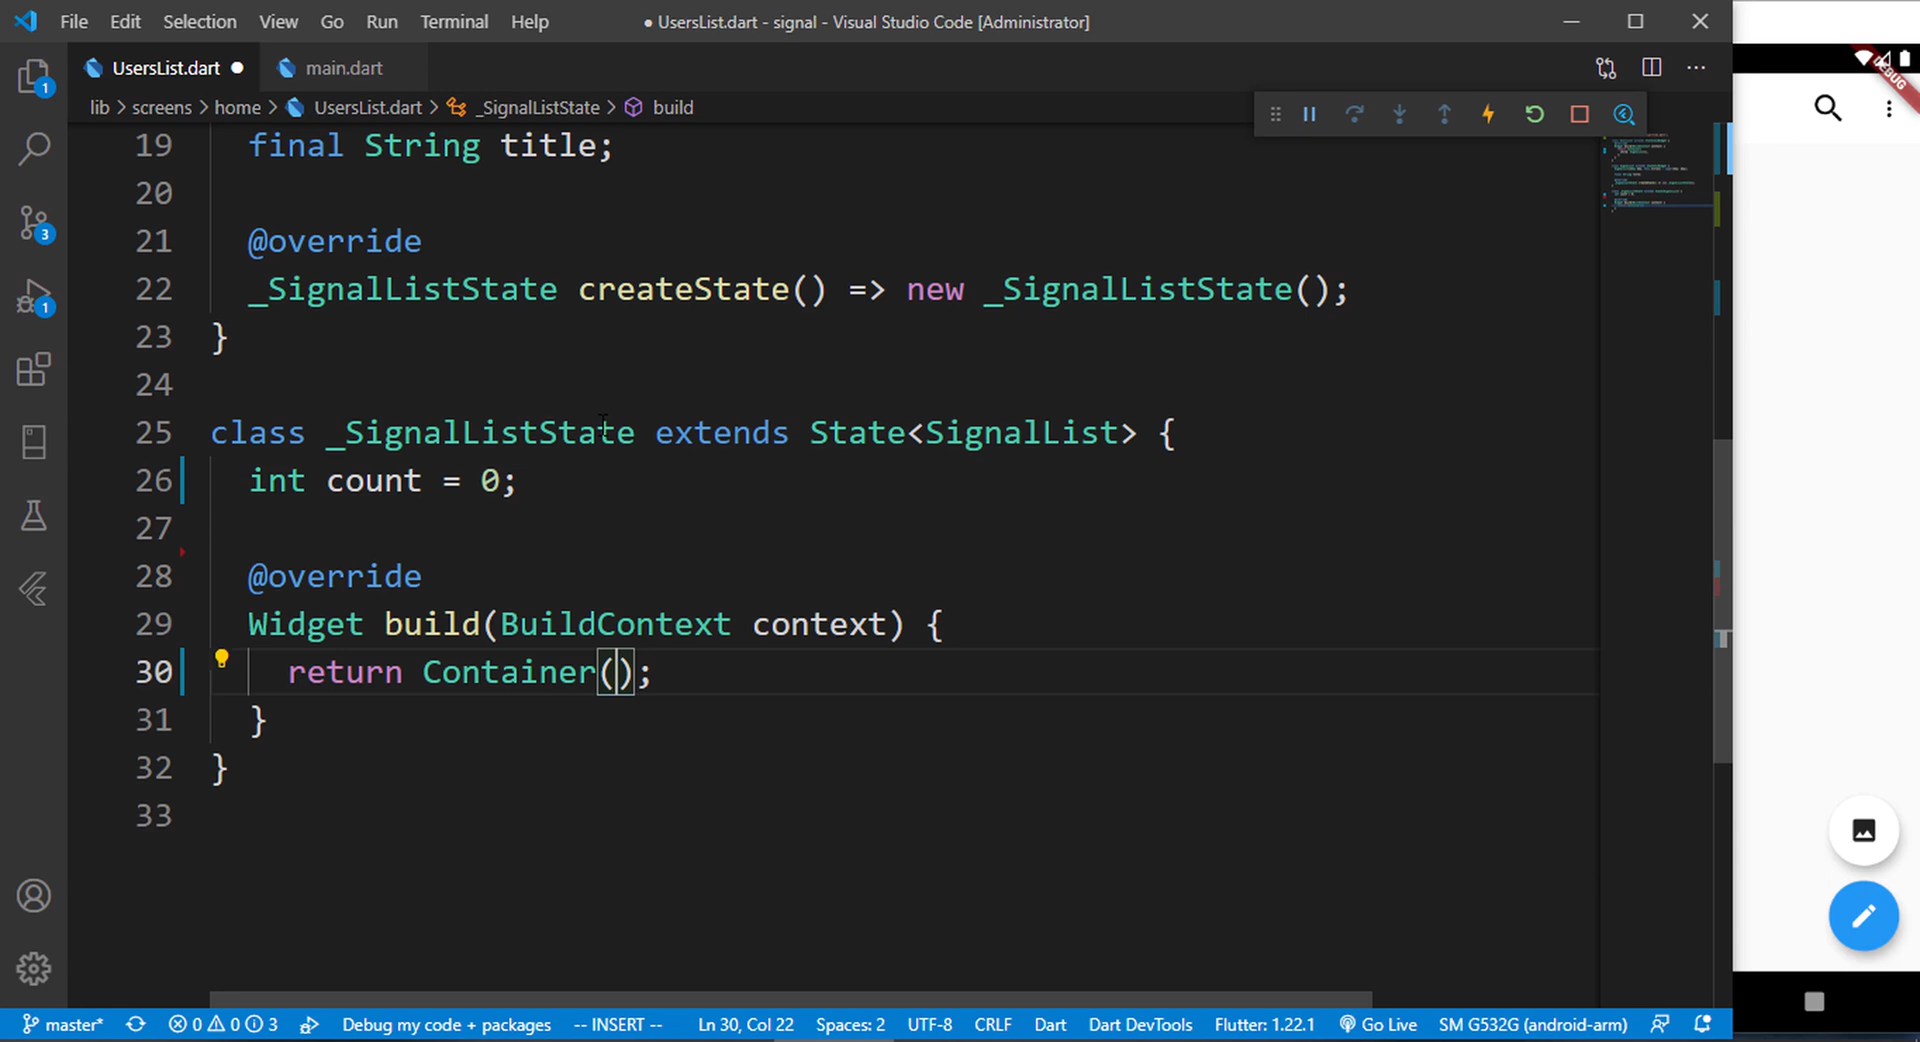 File Edit Selection View Go Run Terminal Help ● UsersList.dart - signal - Visual Studio Code [Administrator]
UsersList.dart ● main.dart
lib > screens > home > UsersList.dart > _SignalListState > build
DEBUG
1
3
1
19 final String title;
20
21 @override
22 _SignalListState createState() => new _SignalListState();
23 }
24
25 class _SignalListState extends State<SignalList> {
26 int count = 0;
27
28 @override
29 Widget build(BuildContext context) {
30 return Container();
31 }
32 }
33
master* 0 0 3 Debug my code + packages -- INSERT -- Ln 30, Col 22 Spaces: 2 UTF-8 CRLF Dart Dart DevTools Flutter: 1.22.1 Go Live SM G532G (android-arm)